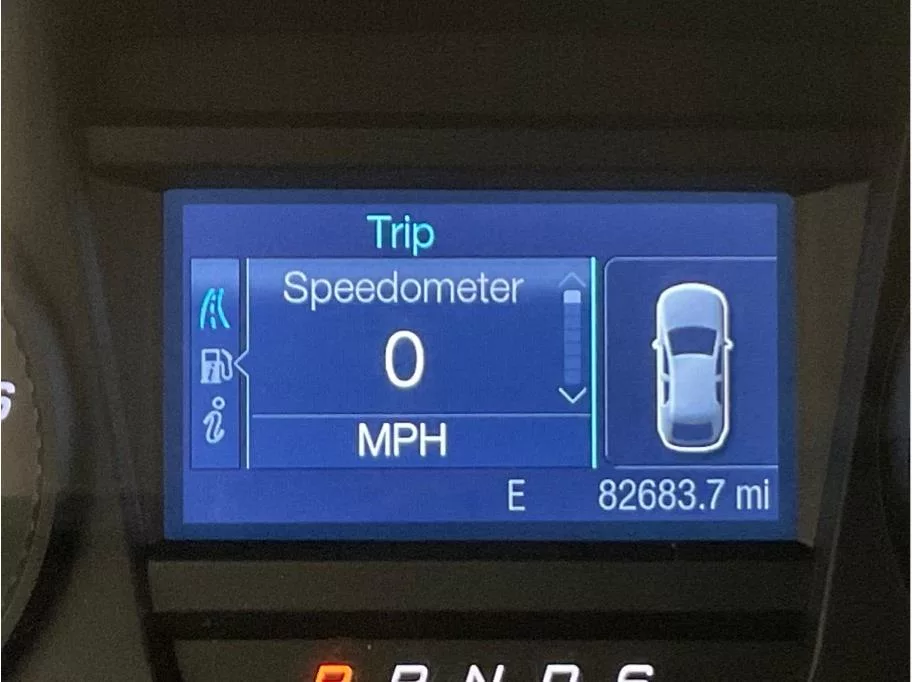 Trip
Speedometer
0
MPH
E 82683.7 mi
P R N D S